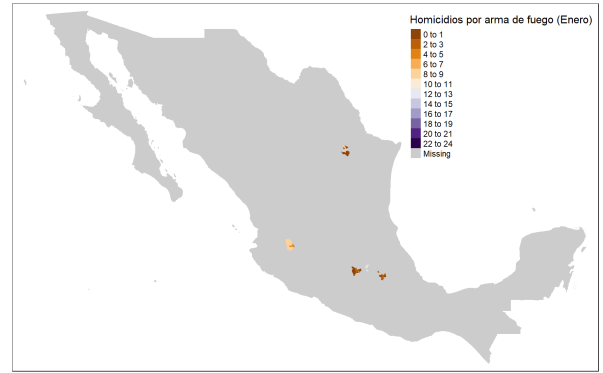 Homicidios por arma de fuego (Enero)
0 to 1
2 to 3
4 to 5
6 to 7
8 to 9
10 to 11
12 to 13
14 to 15
16 to 17
18 to 19
20 to 21
22 to 24
Missing